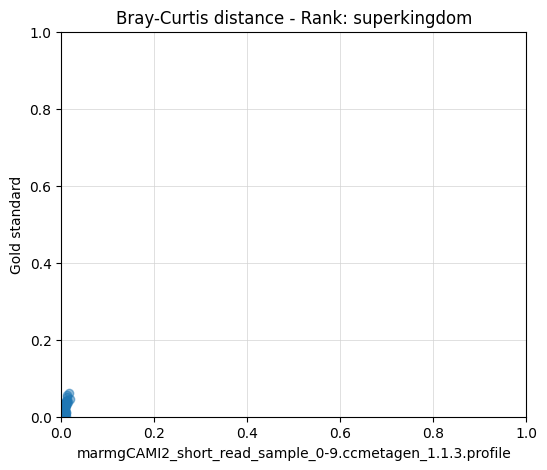 Bray-Curtis distance - Rank: superkingdom
1.0
0.8
0.6
0.4
0.2
0.0
Gold standard
0.0 0.2 0.4 0.6 0.8 1.0
marmgCAMI2_short_read_sample_0-9.ccmetagen_1.1.3.profile